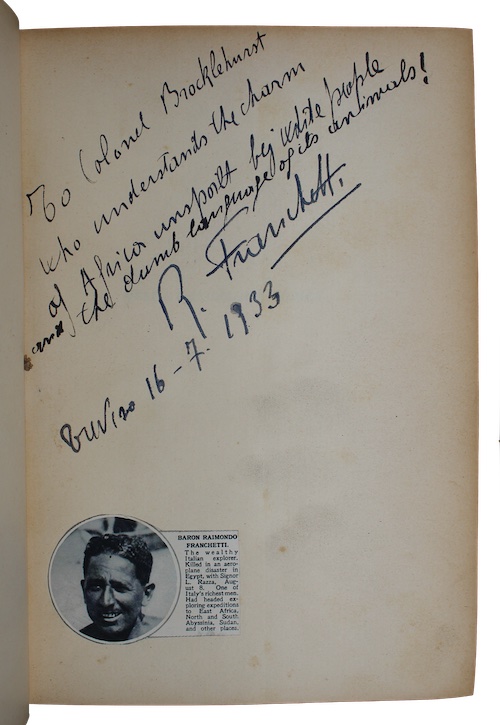 To Colonel Brocklehurst
who understands the charm
of Africa unspoilt by white people
and the dumb language of its animals!
R. Franchetti.
16-7-1933
BARON RAIMONDO
FRANCHETTI.
The wealthy
Italian explorer.
Killed in an aero-
plane disaster in
Egypt, with Signor
L. Razza, Aug-
ust 8. One of
Italy's richest men.
Had headed ex-
ploring expeditions
to East Africa,
North and South
Abyssinia, Sudan,
and other places.